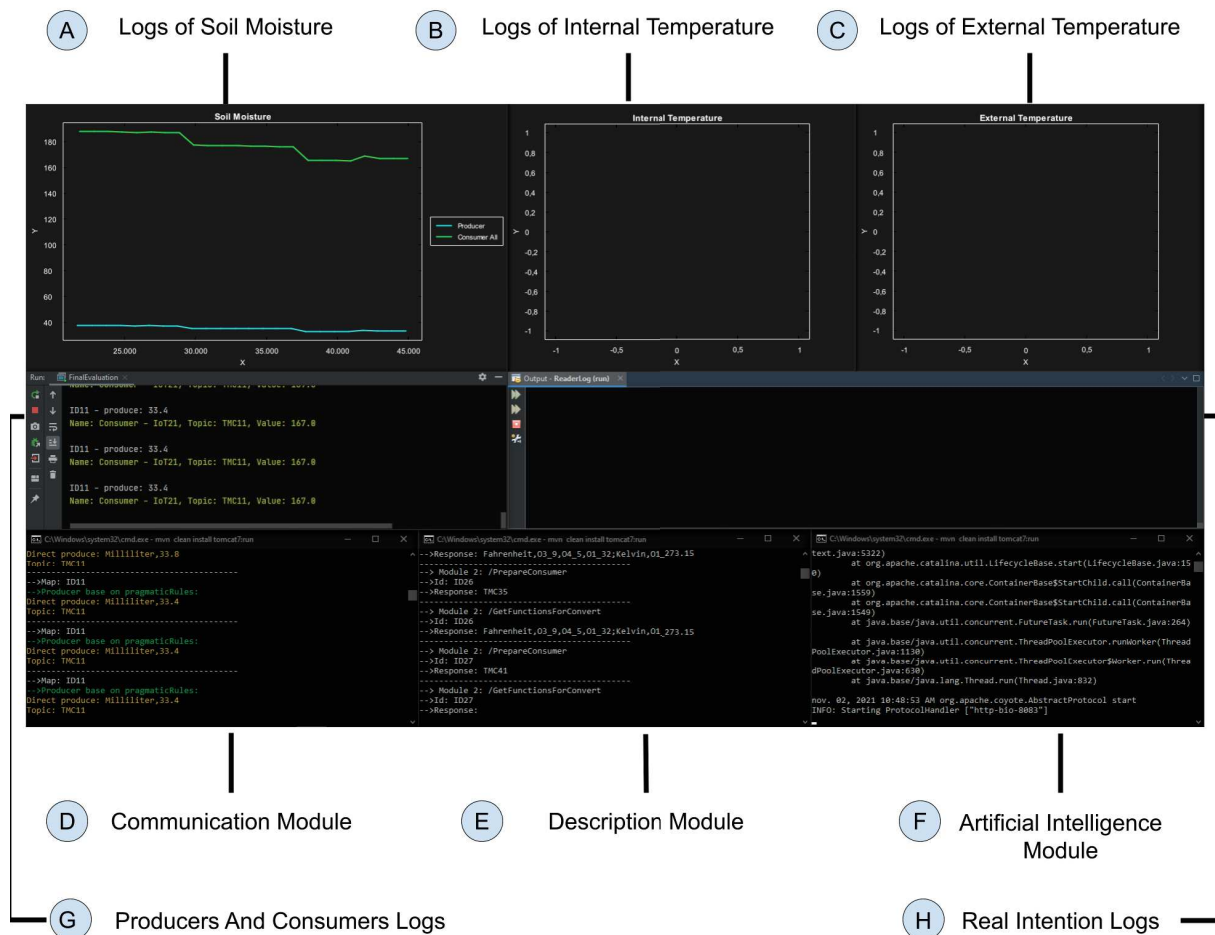 A Logs of Soil Moisture
B Logs of Internal Temperature
C Logs of External Temperature
Soil Moisture
180
160
140
120
100
80
60
40
Y
25.000 30.000 35.000 40.000 45.000
X
Producer
Consumer All
Internal Temperature
1
0,8
0,6
0,4
0,2
0
-0,2
-0,4
-0,6
-0,8
-1
Y
-1 -0,5 0 0,5 1
X
External Temperature
1
0,8
0,6
0,4
0,2
0
-0,2
-0,4
-0,6
-0,8
-1
Y
-1 -0,5 0 0,5 1
X
Run: FinalEvaluation
Name: Consumer - IoT21, Topic: TMC11, Value: 167.0
ID11 - produce: 33.4
Name: Consumer - IoT21, Topic: TMC11, Value: 167.0
ID11 - produce: 33.4
Name: Consumer - IoT21, Topic: TMC11, Value: 167.0
ID11 - produce: 33.4
Name: Consumer - IoT21, Topic: TMC11, Value: 167.0
Output - ReaderLog (run)
C:\Windows\system32\cmd.exe - mvn clean install tomcat7:run
Direct produce: Milliliter,33.8
Topic: TMC11
-----------------------------------------
-->Map: ID11
-->Producer base on pragmaticRules:
Direct produce: Milliliter,33.4
Topic: TMC11
-----------------------------------------
-->Map: ID11
-->Producer base on pragmaticRules:
Direct produce: Milliliter,33.4
Topic: TMC11
-----------------------------------------
-->Map: ID11
-->Producer base on pragmaticRules:
Direct produce: Milliliter,33.4
Topic: TMC11
C:\Windows\system32\cmd.exe - mvn clean install tomcat7:run
-->Response: Fahrenheit,O3_9,O4_5,O1_32;Kelvin,O1_273.15
-----------------------------------------
--> Module 2: /PrepareConsumer
-->Id: ID26
-->Response: TMC35
-----------------------------------------
--> Module 2: /GetFunctionsForConvert
-->Id: ID26
-->Response: Fahrenheit,O3_9,O4_5,O1_32;Kelvin,O1_273.15
-----------------------------------------
--> Module 2: /PrepareConsumer
-->Id: ID27
-->Response: TMC41
-----------------------------------------
--> Module 2: /GetFunctionsForConvert
-->Id: ID27
-->Response:
C:\Windows\system32\cmd.exe - mvn clean install tomcat7:run
text.java:5322)
at org.apache.catalina.util.LifecycleBase.start(LifecycleBase.java:15
0)
at org.apache.catalina.core.ContainerBase$StartChild.call(ContainerBa
se.java:1559)
at org.apache.catalina.core.ContainerBase$StartChild.call(ContainerBa
se.java:1549)
at java.base/java.util.concurrent.FutureTask.run(FutureTask.java:264)
at java.base/java.util.concurrent.ThreadPoolExecutor.runWorker(Thread
PoolExecutor.java:1130)
at java.base/java.util.concurrent.ThreadPoolExecutor$Worker.run(Threa
dPoolExecutor.java:630)
at java.base/java.lang.Thread.run(Thread.java:832)
nov. 02, 2021 10:48:53 AM org.apache.coyote.AbstractProtocol start
INFO: Starting ProtocolHandler ["http-bio-8083"]
D Communication Module
E Description Module
F Artificial Intelligence
Module
G Producers And Consumers Logs
H Real Intention Logs